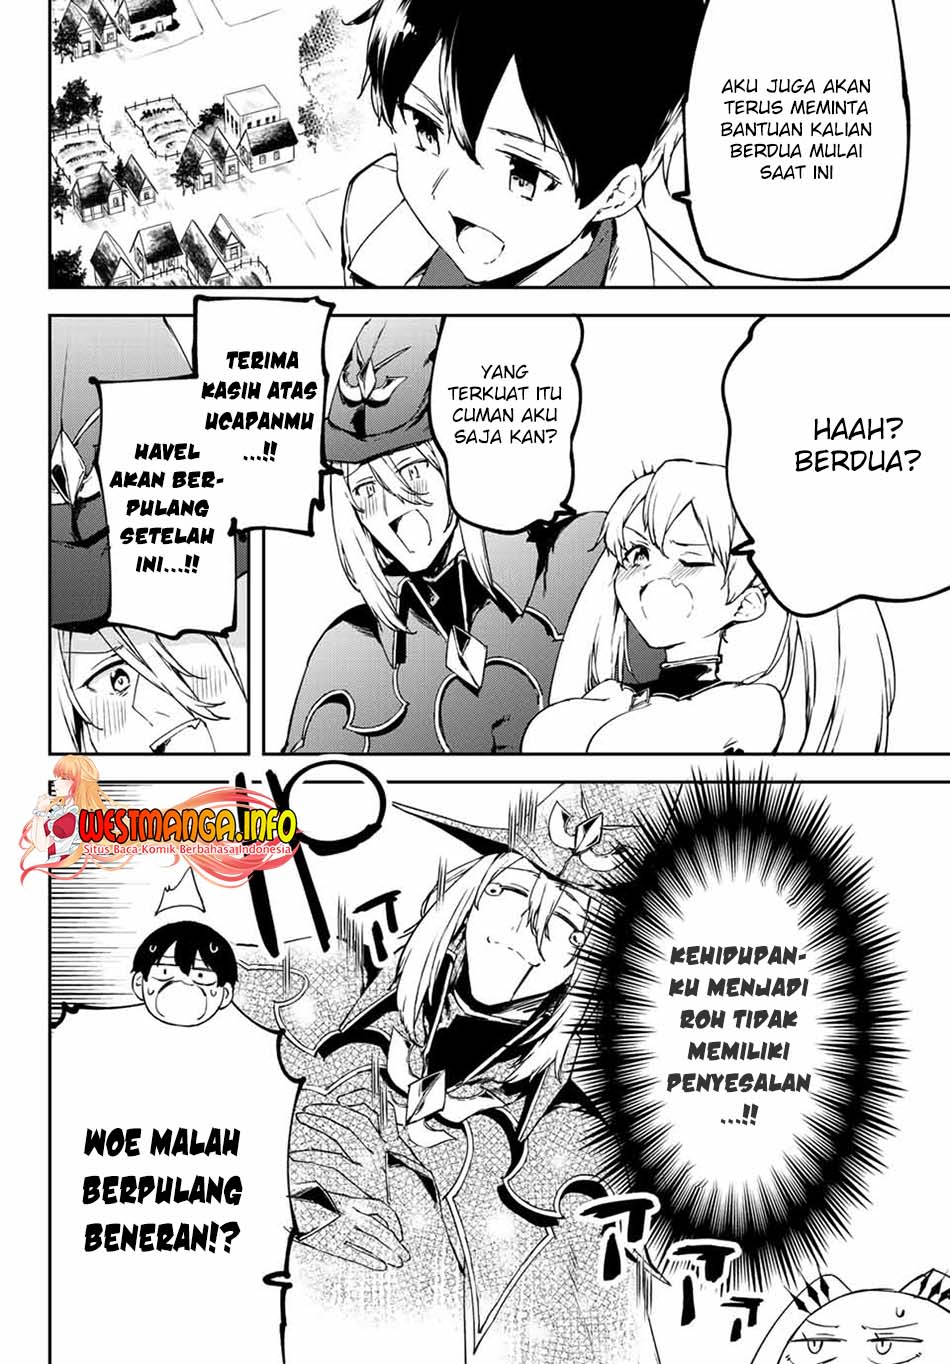 AKU JUGA AKAN
TERUS MEMINTA
BANTUAN KALIAN
BERDUA MULAI
SAAT INI
HAAH?
BERDUA?
YANG
TERKUAT ITU
CUMAN AKU
SAJA KAN?
TERIMA
KASIH ATAS
UCAPANMU
...!!
HAVEL
AKAN BER-
PULANG
SETELAH
INI...!!
WESTMANGA.INFO
Situs Baca Komik Berbahasa Indonesia
KEHIDUPAN-
KU MENJADI
ROH TIDAK
MEMILIKI
PENYESALAN
...!!
WOE MALAH
BERPULANG
BENERAN!?